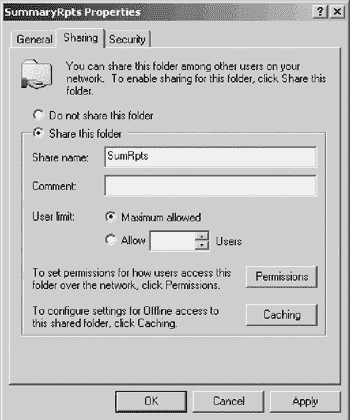 SummaryRpts Properties
General Sharing Security
You can share this folder among other users on your
network. To enable sharing for this folder, click Share this
folder.
Do not share this folder
Share this folder
Share name: SumRpts
Comment:
User limit: Maximum allowed
Allow Users
To set permissions for how users access this
folder over the network, click Permissions.
Permissions
To configure settings for Offline access to
this shared folder, click Caching.
Caching
OK Cancel Apply